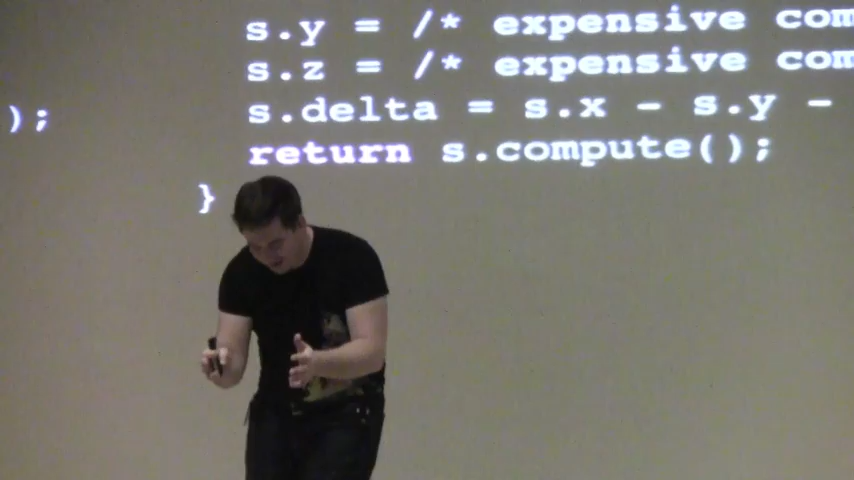 s.y = /* expensive com
s.z = /* expensive com
); s.delta = s.x - s.y -
return s.compute();
}